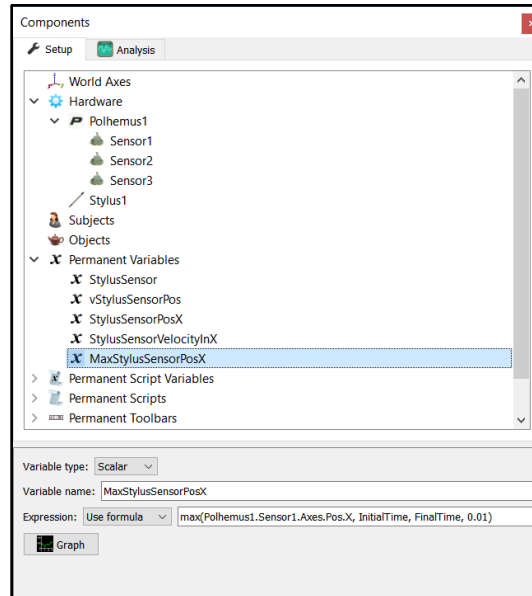 Components
Setup Analysis
World Axes
Hardware
Polhemus1
Sensor1
Sensor2
Sensor3
Stylus1
Subjects
Objects
Permanent Variables
StylusSensor
vStylusSensorPos
StylusSensorPosX
StylusSensorVelocityInX
MaxStylusSensorPosX
Permanent Script Variables
Permanent Scripts
Permanent Toolbars
Variable type: Scalar
Variable name: MaxStylusSensorPosX
Expression: Use formula max(Polhemus1.Sensor1.Axes.Pos.X, InitialTime, FinalTime, 0.01)
Graph